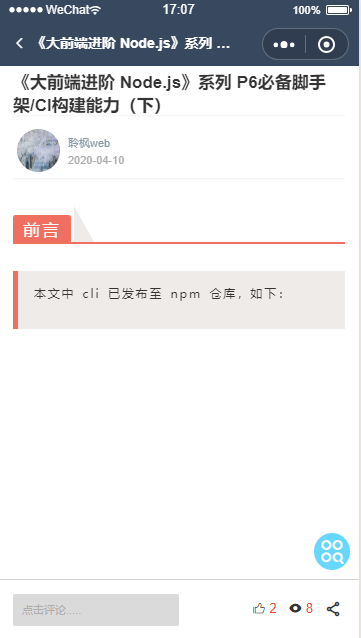 WeChat
17:07
100%
《大前端进阶 Node.js》系列 ...
《大前端进阶 Node.js》系列 P6必备脚手
架/CI构建能力（下）
聆枫web
2020-04-10
前言
本文中 cli 已发布至 npm 仓库，如下：
点击评论.....
2
8